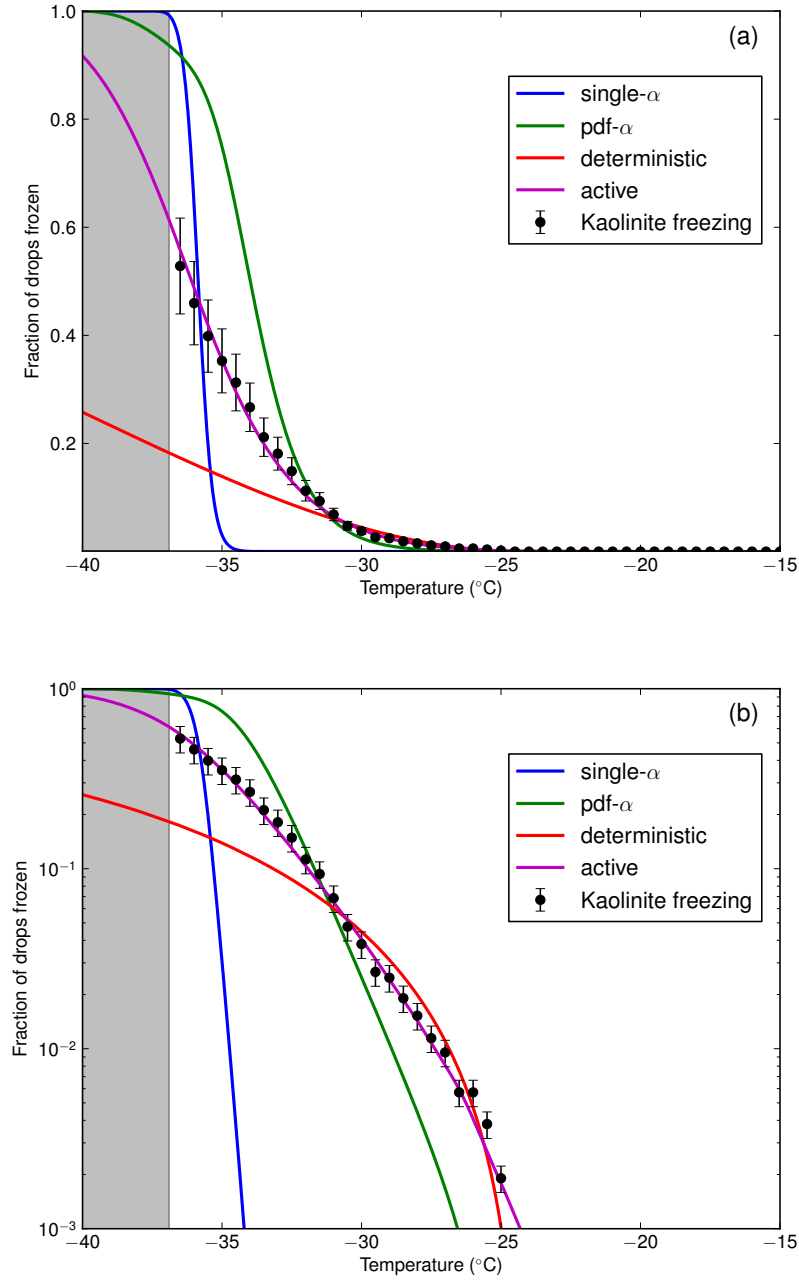 (a)
1.0
0.8
0.6
0.4
0.2
Fraction of drops frozen
single-α
pdf-α
deterministic
active
Kaolinite freezing
−40 −35 −30 −25 −20 −15
Temperature (°C)
(b)
10⁰
10⁻¹
10⁻²
10⁻³
Fraction of drops frozen
single-α
pdf-α
deterministic
active
Kaolinite freezing
−40 −35 −30 −25 −20 −15
Temperature (°C)